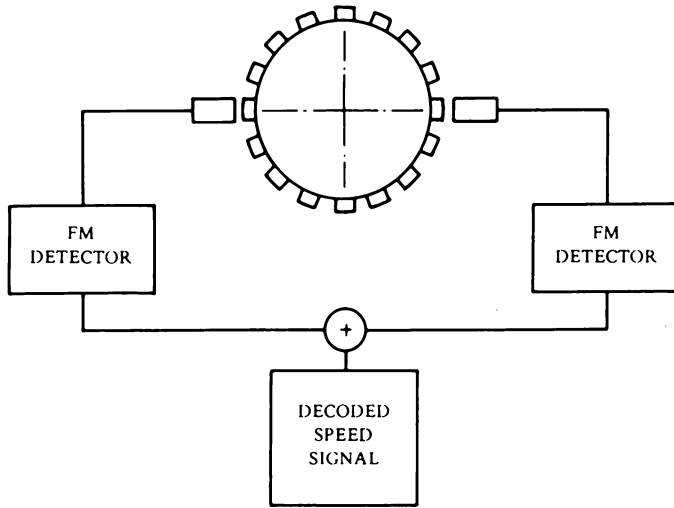 FM
DETECTOR
FM
DETECTOR
+
DECODED
SPEED
SIGNAL